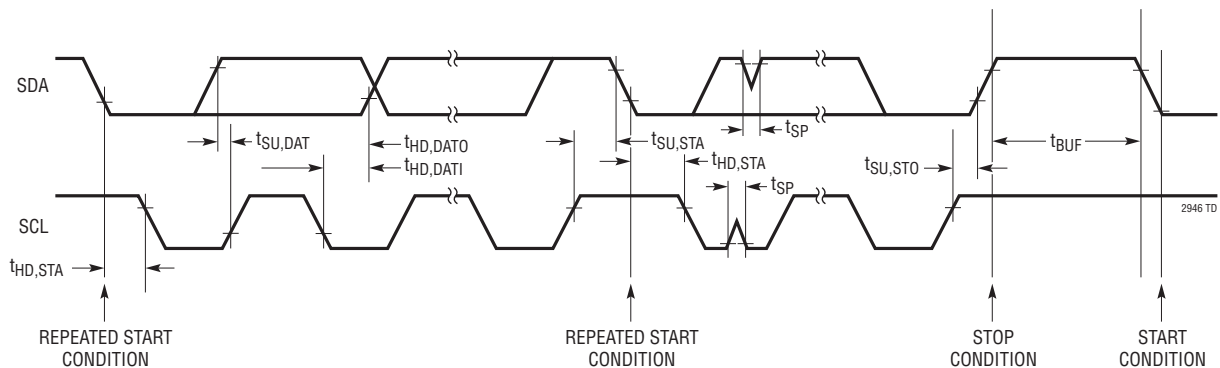 SDA
tSU,DAT
tHD,DATO
tHD,DATI
tSU,STA
tHD,STA
tSP
tSP
tSU,STO
tBUF
SCL
2946 TD
tHD,STA
REPEATED START
CONDITION
REPEATED START
CONDITION
STOP
CONDITION
START
CONDITION